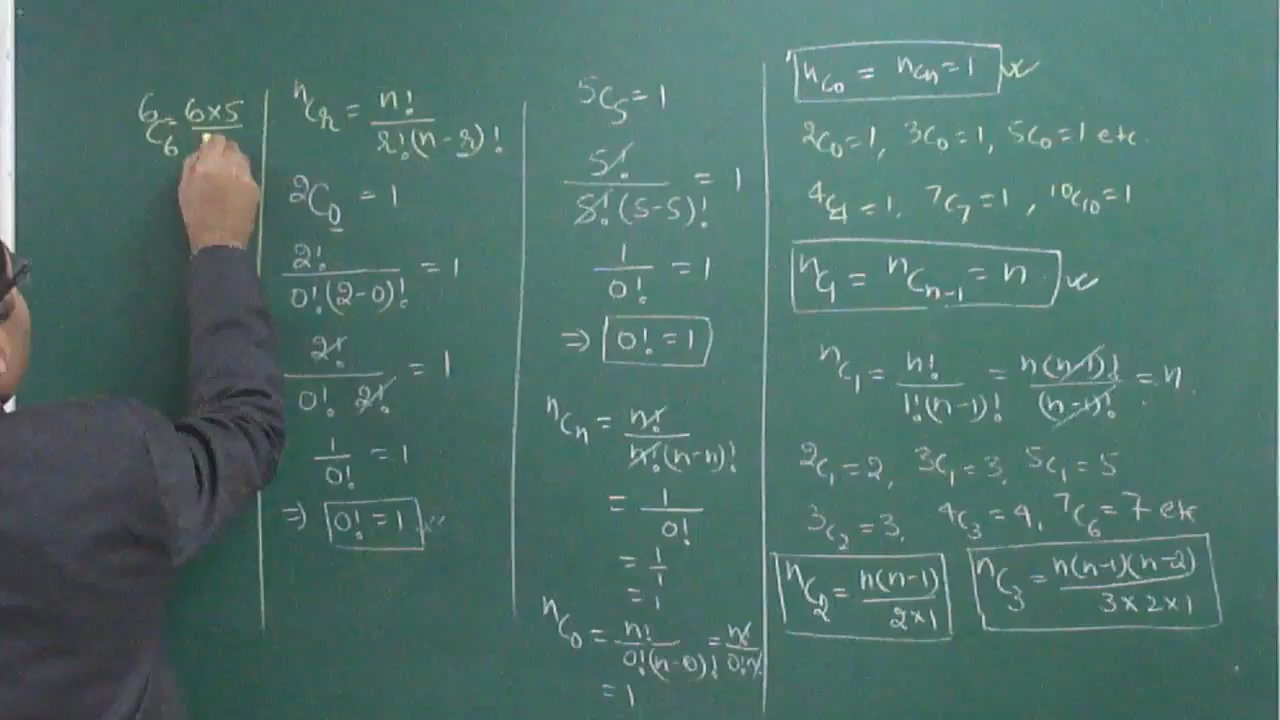 6C6 = 6×5
nCr = n!/r!(n-r)!
2C0 = 1
2!/0!(2-0)! = 1
2!/0! 2! = 1
1/0! = 1
⇒ 0! = 1
5C5 = 1
5!/5!(5-5)! = 1
1/0! = 1
⇒ 0! = 1
nCn = n!/n!(n-n)!
= 1/0!
= 1/1
= 1
nC0 = n!/0!(n-0)! = n!/0!n!
= 1
nC0 = nCn = 1
2C0 = 1, 3C0 = 1, 5C0 = 1 etc
4C4 = 1, 7C7 = 1, 10C10 = 1
nC1 = nCn-1 = n
nC1 = n!/1!(n-1)! = n(n-1)!/(n-1)! = n
2C1 = 2, 3C1 = 3, 5C1 = 5
3C2 = 3, 4C3 = 4, 7C6 = 7 etc
nC2 = n(n-1)/2×1 nC3 = n(n-1)(n-2)/3×2×1